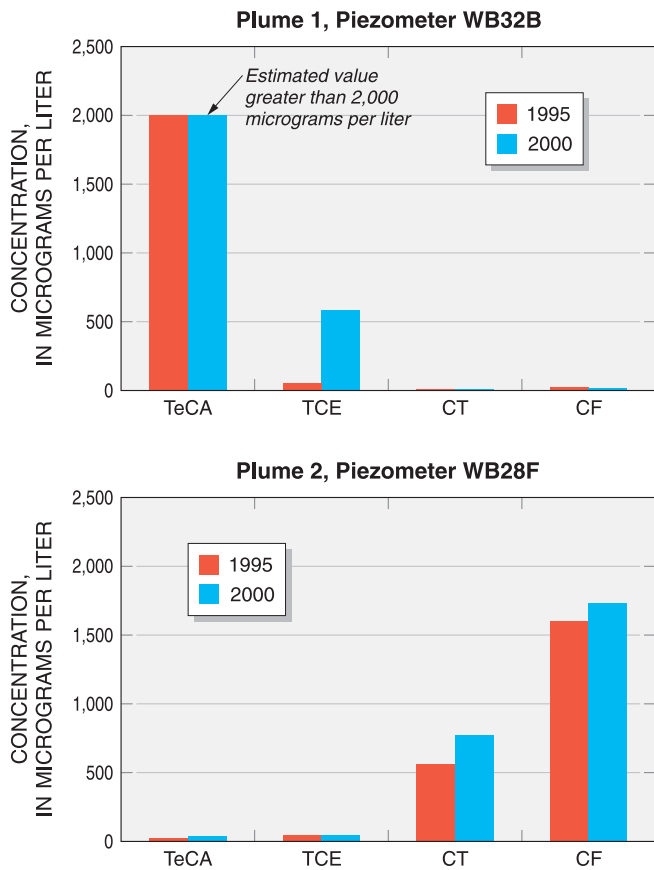 Plume 1, Piezometer WB32B
CONCENTRATION,
IN MICROGRAMS PER LITER
2,500
2,000
1,500
1,000
500
0
Estimated value
greater than 2,000
micrograms per liter
1995
2000
TeCA
TCE
CT
CF
Plume 2, Piezometer WB28F
CONCENTRATION,
IN MICROGRAMS PER LITER
2,500
2,000
1,500
1,000
500
0
1995
2000
TeCA
TCE
CT
CF